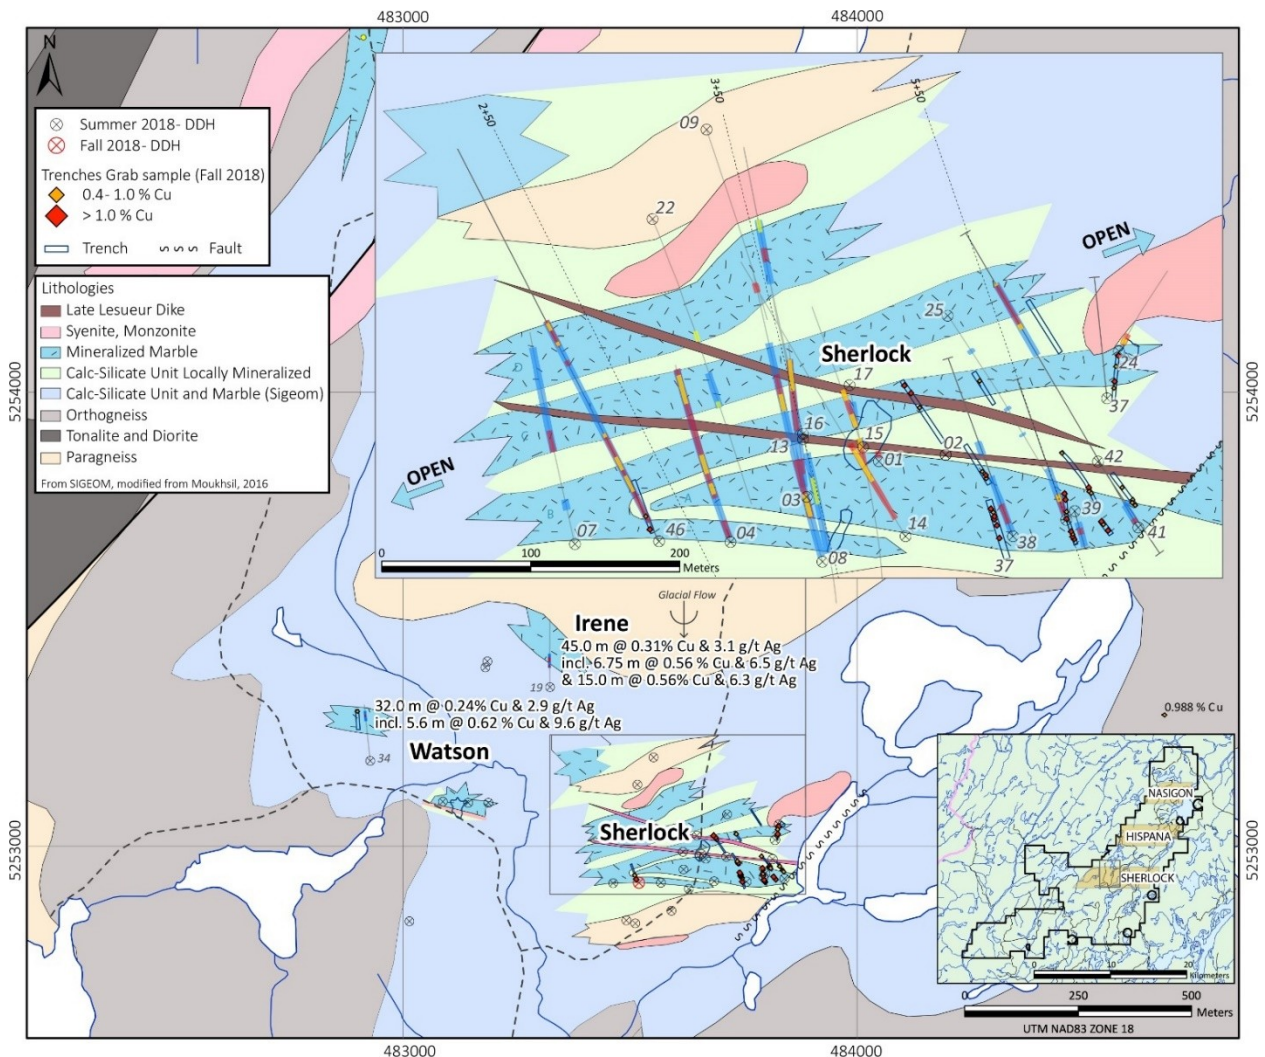 483000
484000
N
Summer 2018- DDH
Fall 2018- DDH
Trenches Grab sample (Fall 2018)
0.4- 1.0 % Cu
> 1.0 % Cu
Trench
S S S Fault
Lithologies
Late Lesueur Dike
Syenite, Monzonite
Mineralized Marble
Calc-Silicate Unit Locally Mineralized
Calc-Silicate Unit and Marble (Sigeom)
Orthogneiss
Tonalite and Diorite
Paragneiss
From SIGEOM, modified from Moukhsil, 2016
5254000
5254000
2+50
3+50
5+50
09
22
OPEN
25
Sherlock
17
24
37
D
C
B
A
16
13
15
01
02
42
OPEN
03
07
46
04
08
14
38
37
39
41
0
100
200
Meters
Glacial Flow
Irene
45.0 m @ 0.31% Cu & 3.1 g/t Ag
incl. 6.75 m @ 0.56 % Cu & 6.5 g/t Ag
& 15.0 m @ 0.56% Cu & 6.3 g/t Ag
19
32.0 m @ 0.24% Cu & 2.9 g/t Ag
incl. 5.6 m @ 0.62 % Cu & 9.6 g/t Ag
Watson
34
0.988 % Cu
Sherlock
5253000
5253000
NASIGON
HISPANA
SHERLOCK
0
10
20
Kilometers
0
250
500
Meters
UTM NAD83 ZONE 18
483000
484000